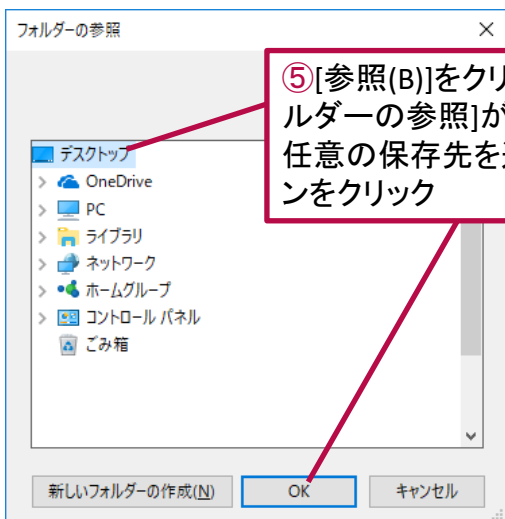 フォルダーの参照
⑤[参照(B)]をクリ
ルダーの参照]が
任意の保存先を
ンをクリック
デスクトップ
OneDrive
PC
ライブラリ
ネットワーク
ホームグループ
コントロール パネル
ごみ箱
新しいフォルダーの作成(N)
OK
キャンセル